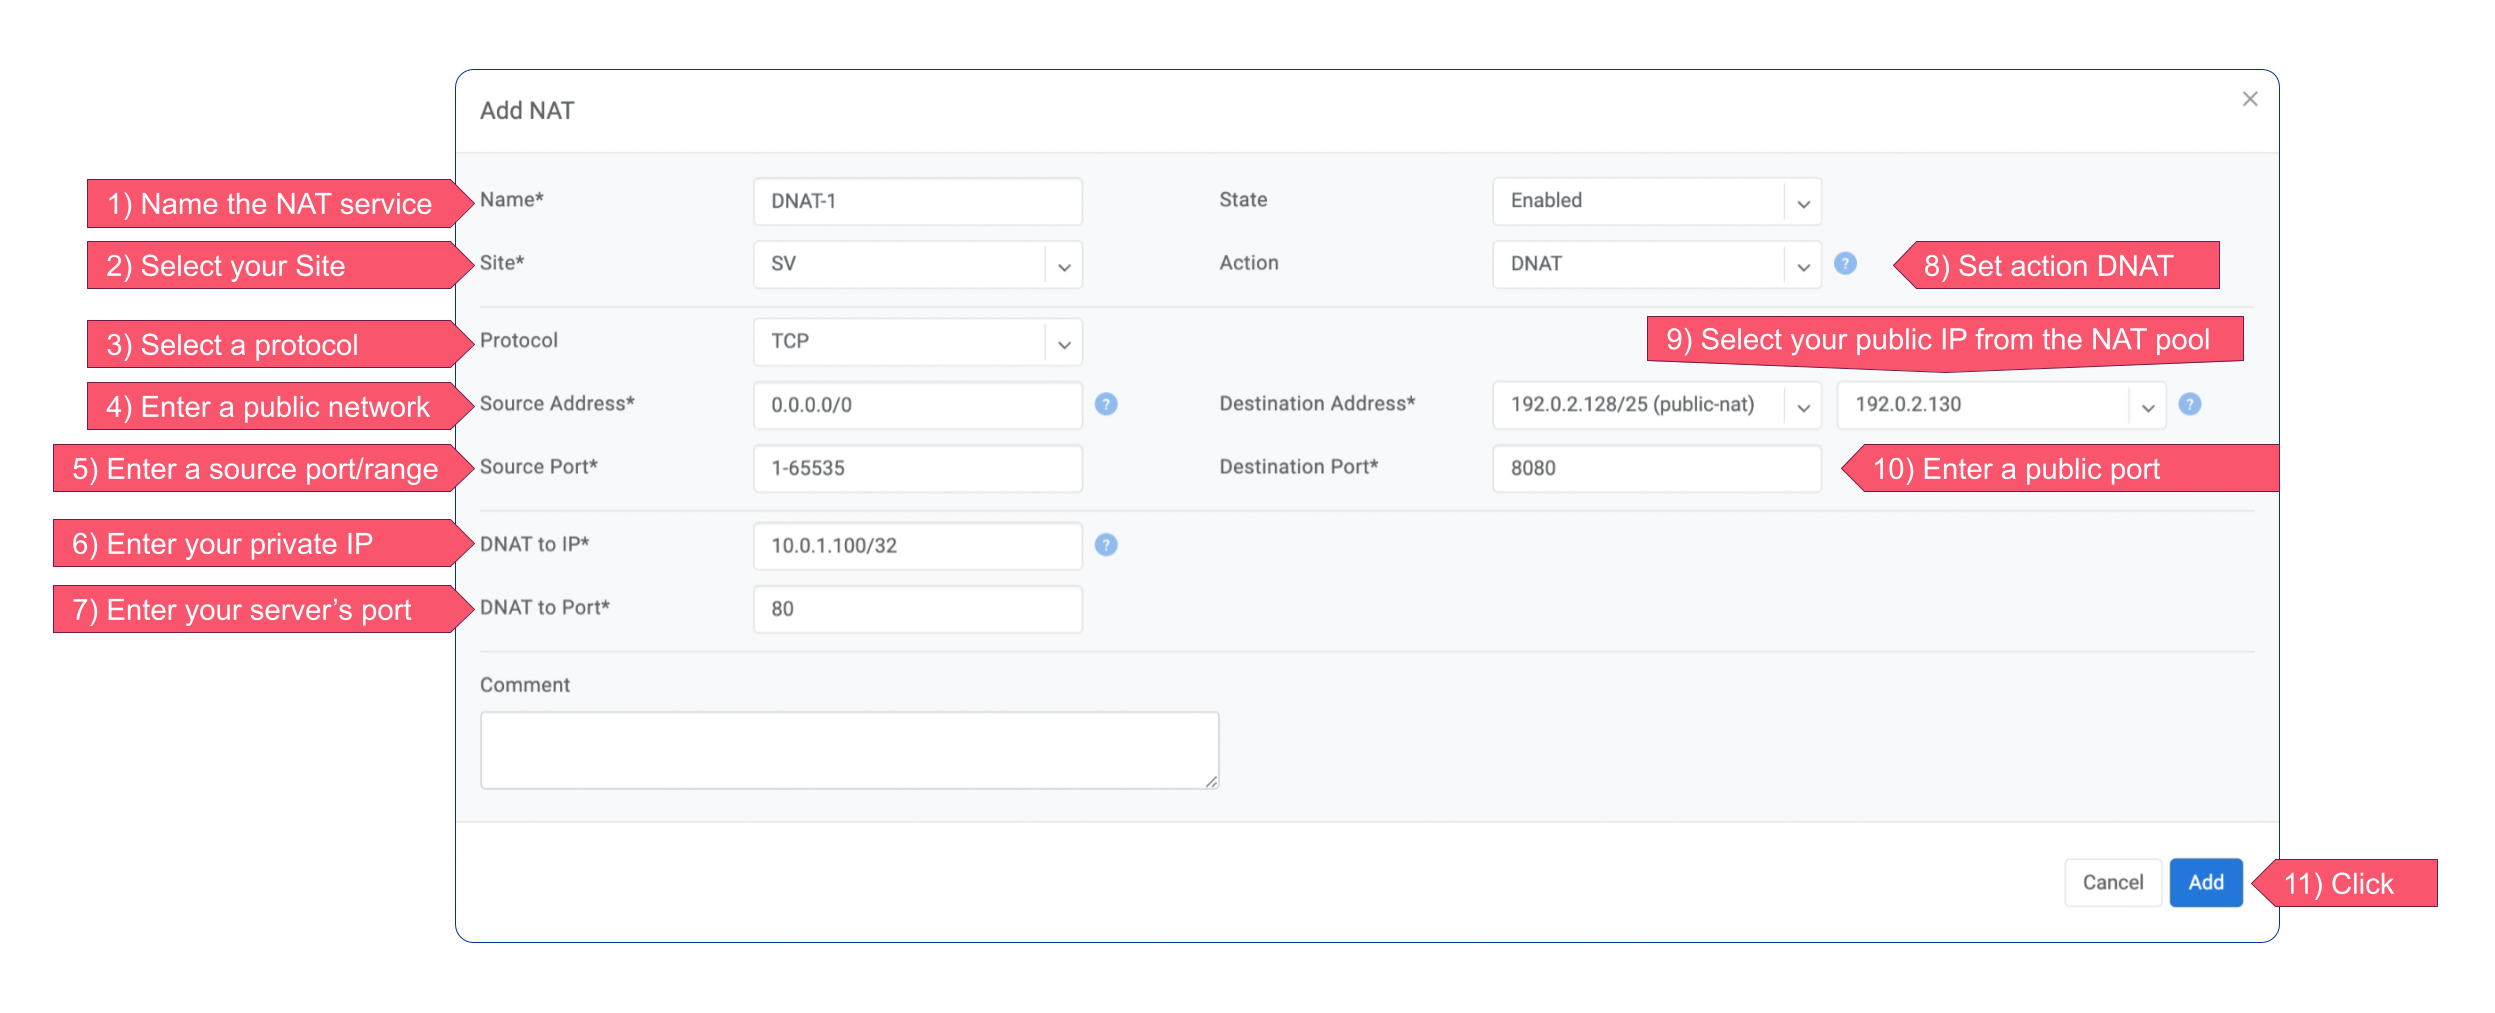 Add NAT
1) Name the NAT service
Name*
DNAT-1
State
Enabled
2) Select your Site
Site*
SV
Action
DNAT
?
8) Set action DNAT
3) Select a protocol
Protocol
TCP
9) Select your public IP from the NAT pool
4) Enter a public network
Source Address*
0.0.0.0/0
?
Destination Address*
192.0.2.128/25 (public-nat)
192.0.2.130
?
5) Enter a source port/range
Source Port*
1-65535
Destination Port*
8080
10) Enter a public port
6) Enter your private IP
DNAT to IP*
10.0.1.100/32
?
7) Enter your server’s port
DNAT to Port*
80
Comment
Cancel
Add
11) Click